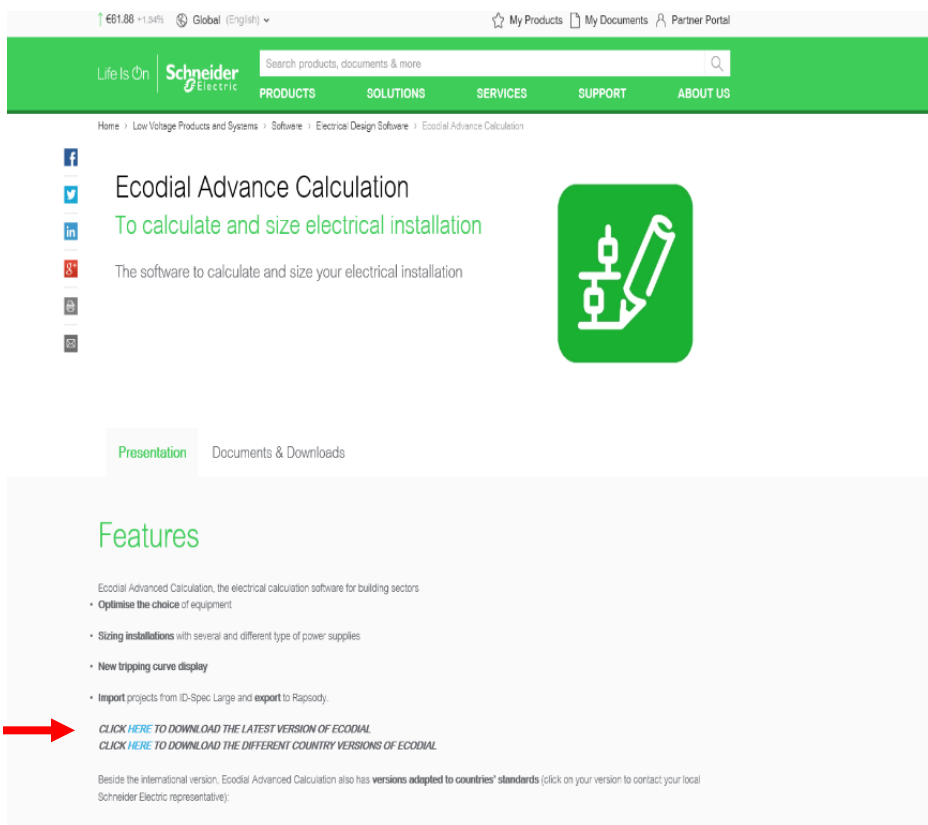 €61.88 +1.34% Global (English) My Products My Documents Partner Portal
Life Is On Schneider Electric
Search products, documents & more
PRODUCTS SOLUTIONS SERVICES SUPPORT ABOUT US
Home › Low Voltage Products and Systems › Software › Electrical Design Software › Ecodial Advance Calculation
Ecodial Advance Calculation
To calculate and size electrical installation
The software to calculate and size your electrical installation
Presentation Documents & Downloads
Features
Ecodial Advanced Calculation, the electrical calculation software for building sectors
• Optimise the choice of equipment
• Sizing installations with several and different type of power supplies
• New tripping curve display
• Import projects from ID-Spec Large and export to Rapsody.
CLICK HERE TO DOWNLOAD THE LATEST VERSION OF ECODIAL
CLICK HERE TO DOWNLOAD THE DIFFERENT COUNTRY VERSIONS OF ECODIAL
Beside the international version, Ecodial Advanced Calculation also has versions adapted to countries' standards (click on your version to contact your local
Schneider Electric representative):